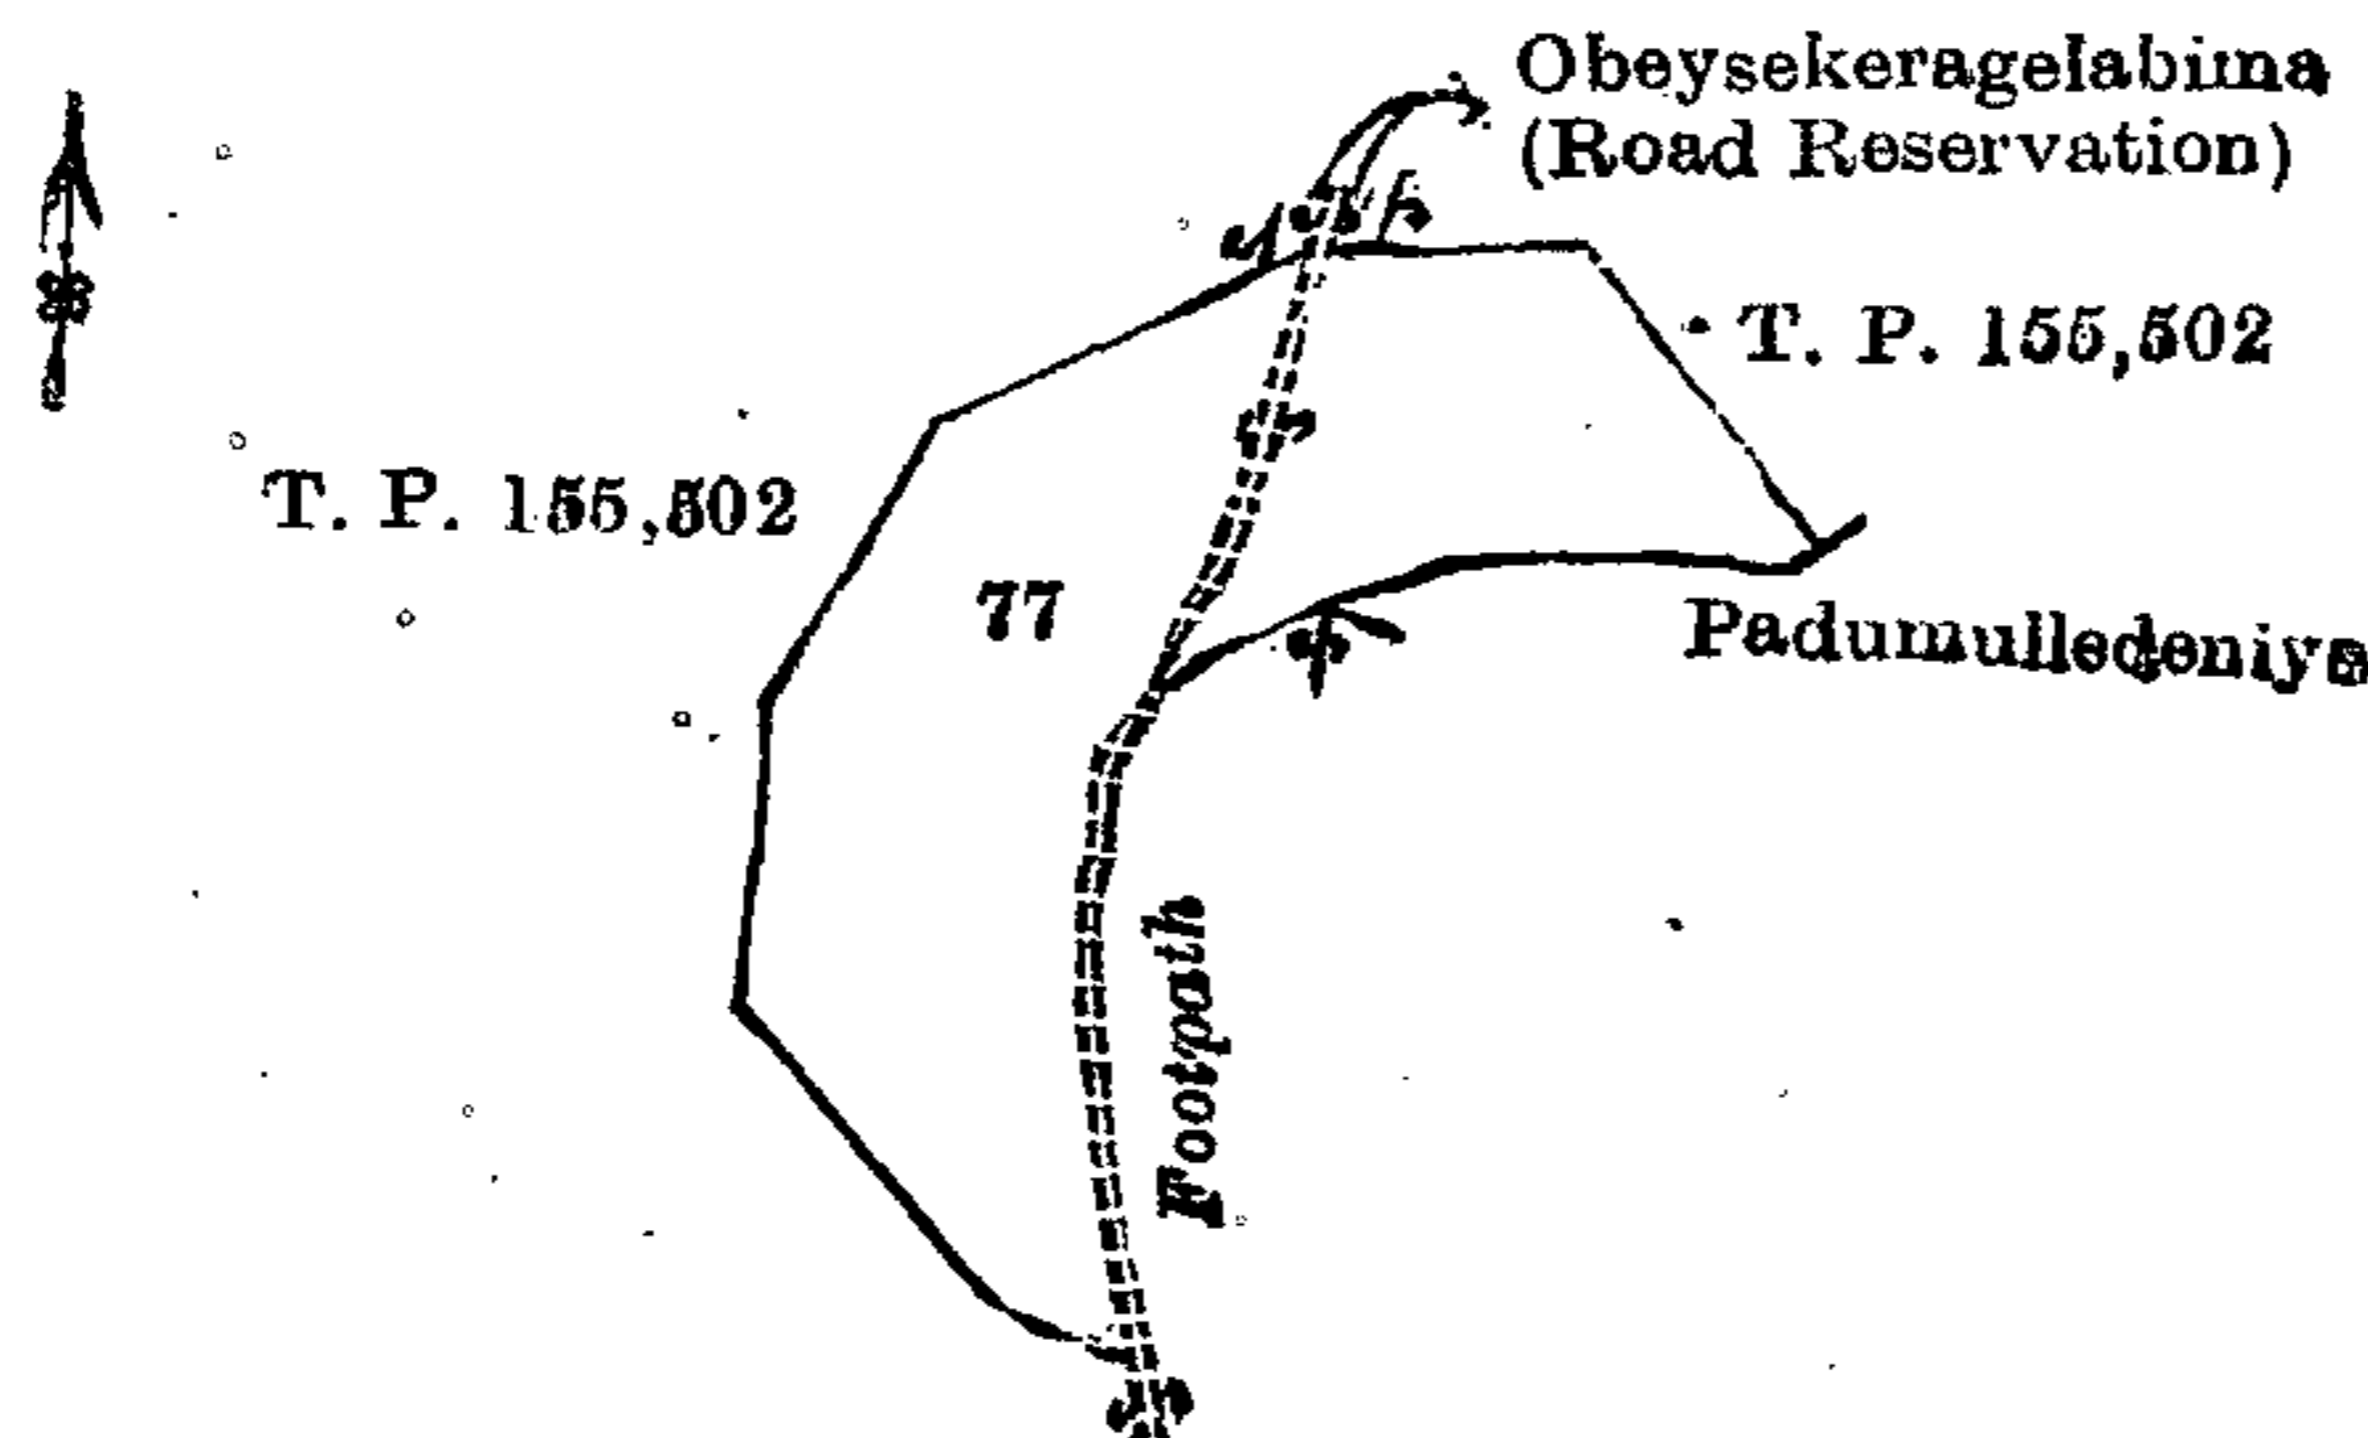 Obeysekeragelabima
(Road Reservation)
T. P. 155,502
T. P. 155,502
77
Padumulledeniya
Footpath